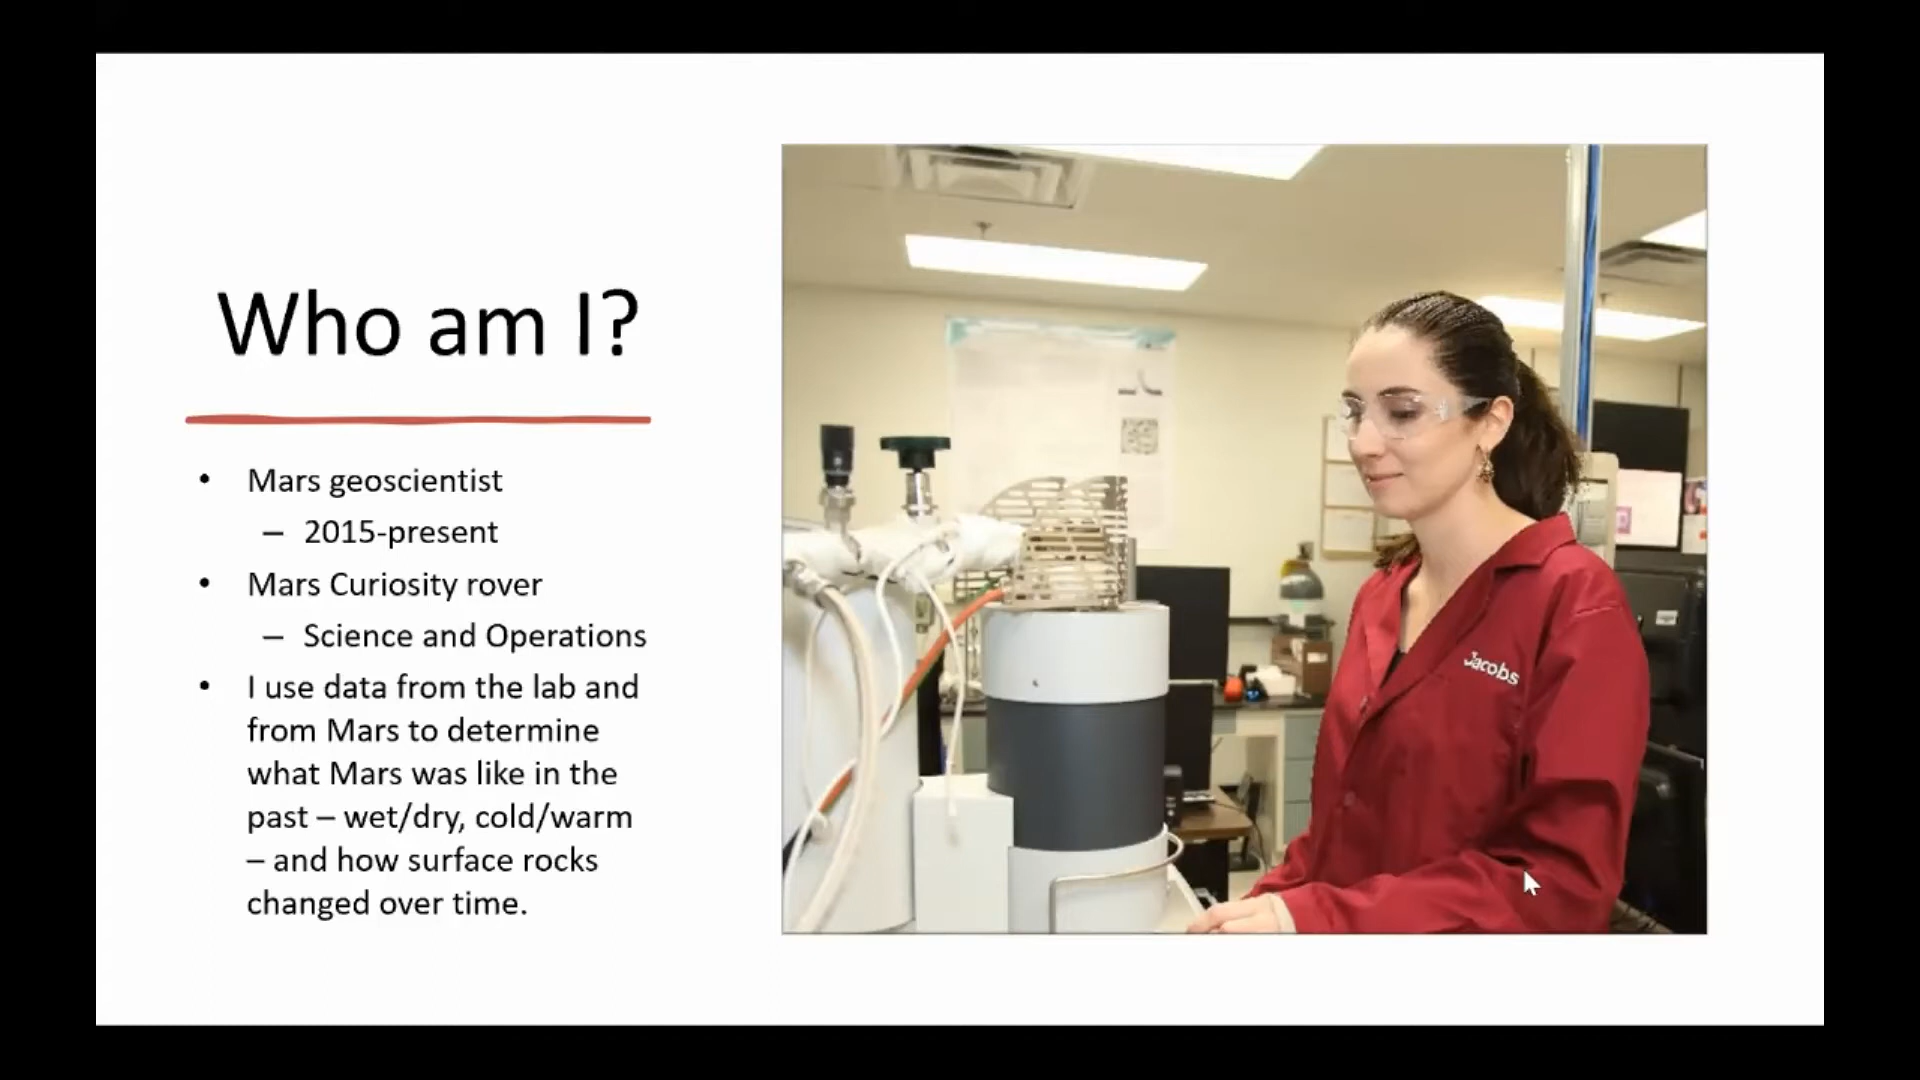 Who am I?
• Mars geoscientist
– 2015-present
• Mars Curiosity rover
– Science and Operations
• I use data from the lab and
from Mars to determine
what Mars was like in the
past – wet/dry, cold/warm
– and how surface rocks
changed over time.
Jacobs